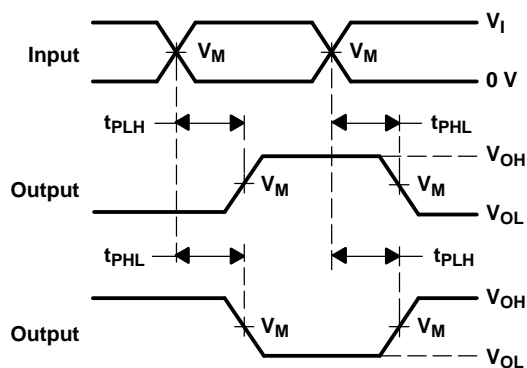 V_I
Input V_M V_M
0 V
t_PLH t_PHL
V_OH
Output V_M V_M
V_OL
t_PHL t_PLH
V_OH
V_M V_M
Output
V_OL